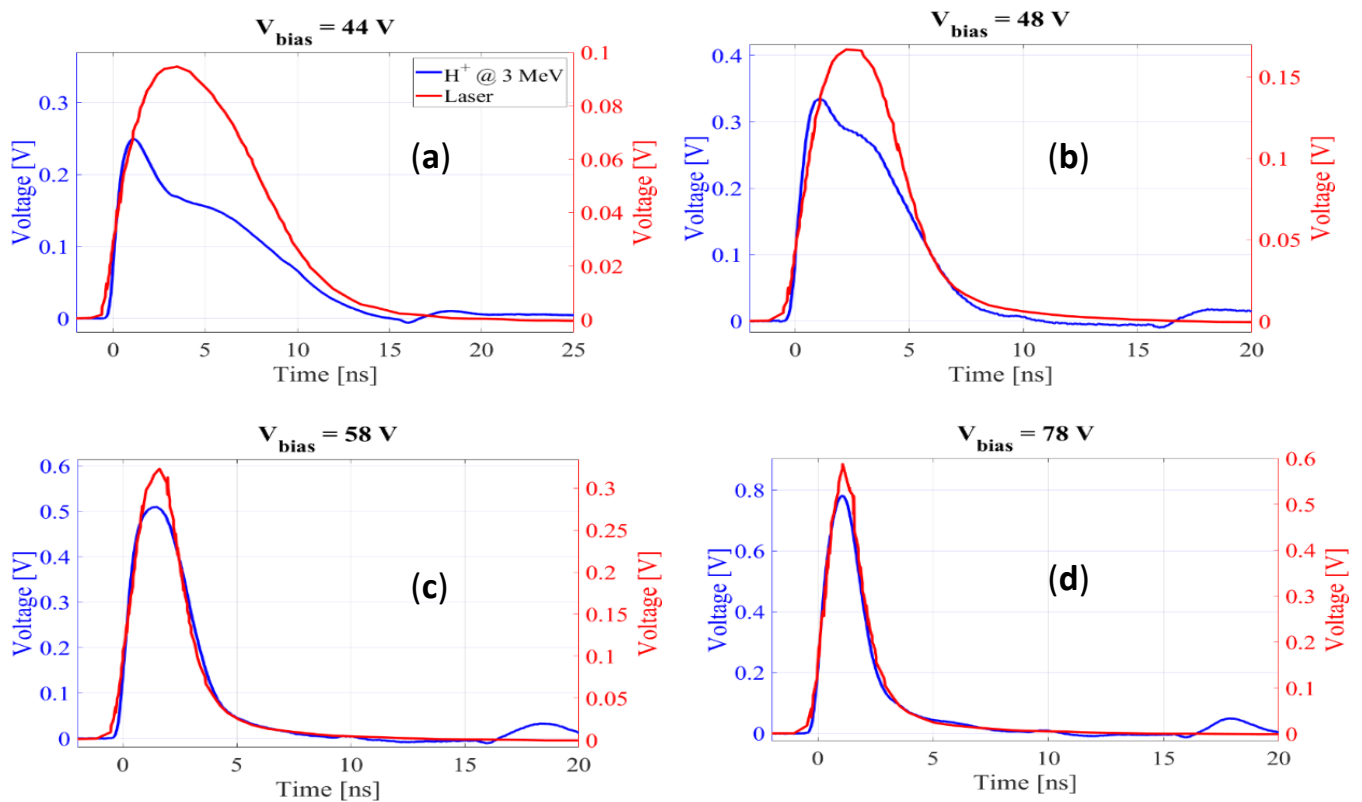 V_bias = 44 V
V_bias = 48 V
H⁺ @ 3 MeV
Laser
(a)
(b)
Voltage [V]
0.3
0.2
0.1
0
Voltage [V]
0.1
0.08
0.06
0.04
0.02
0
0 5 10 15 20 25
Time [ns]
Voltage [V]
0.4
0.3
0.2
0.1
0
Voltage [V]
0.15
0.1
0.05
0
0 5 10 15 20
Time [ns]
V_bias = 58 V
V_bias = 78 V
(c)
(d)
Voltage [V]
0.6
0.5
0.4
0.3
0.2
0.1
0
Voltage [V]
0.3
0.25
0.2
0.15
0.1
0.05
0
0 5 10 15 20
Time [ns]
Voltage [V]
0.8
0.6
0.4
0.2
0
Voltage [V]
0.6
0.5
0.4
0.3
0.2
0.1
0
0 5 10 15 20
Time [ns]